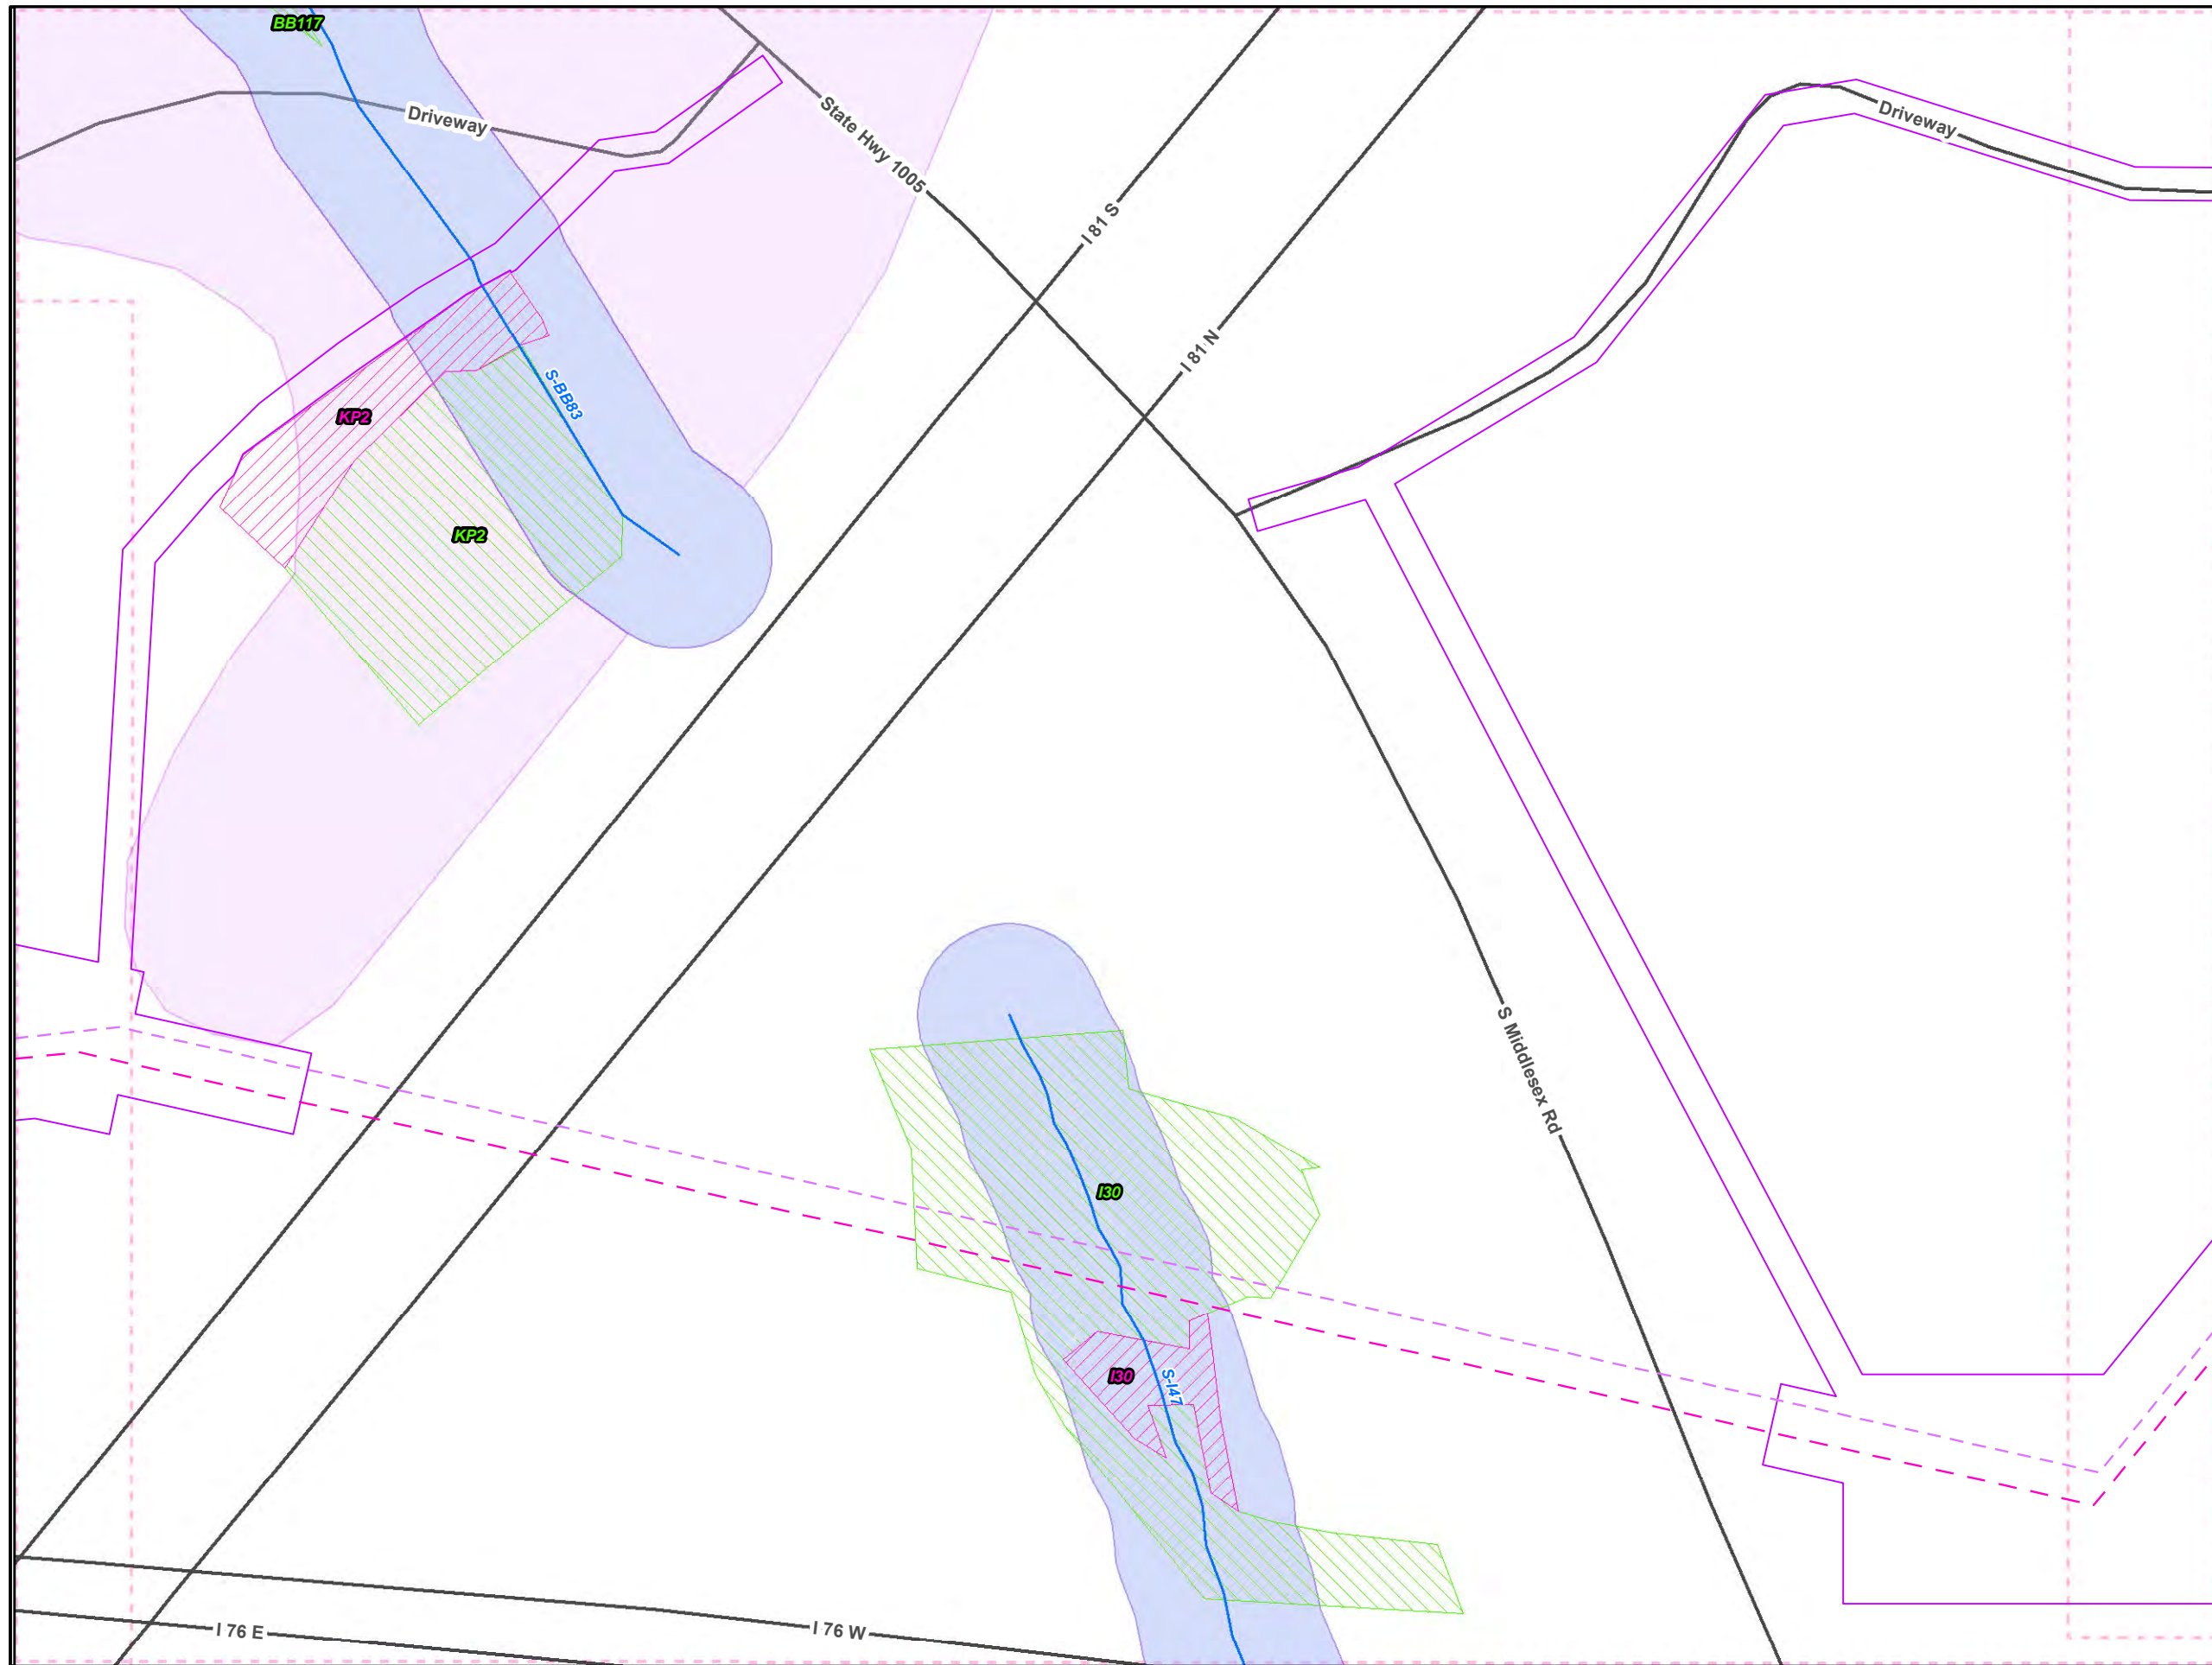 BB117
Driveway
State Hwy 1005
Driveway
I 81 S
I 81 N
S-BB83
KP2
KP2
S Middlesex Rd
I30
I30
S-I47
I 76 E
I 76 W